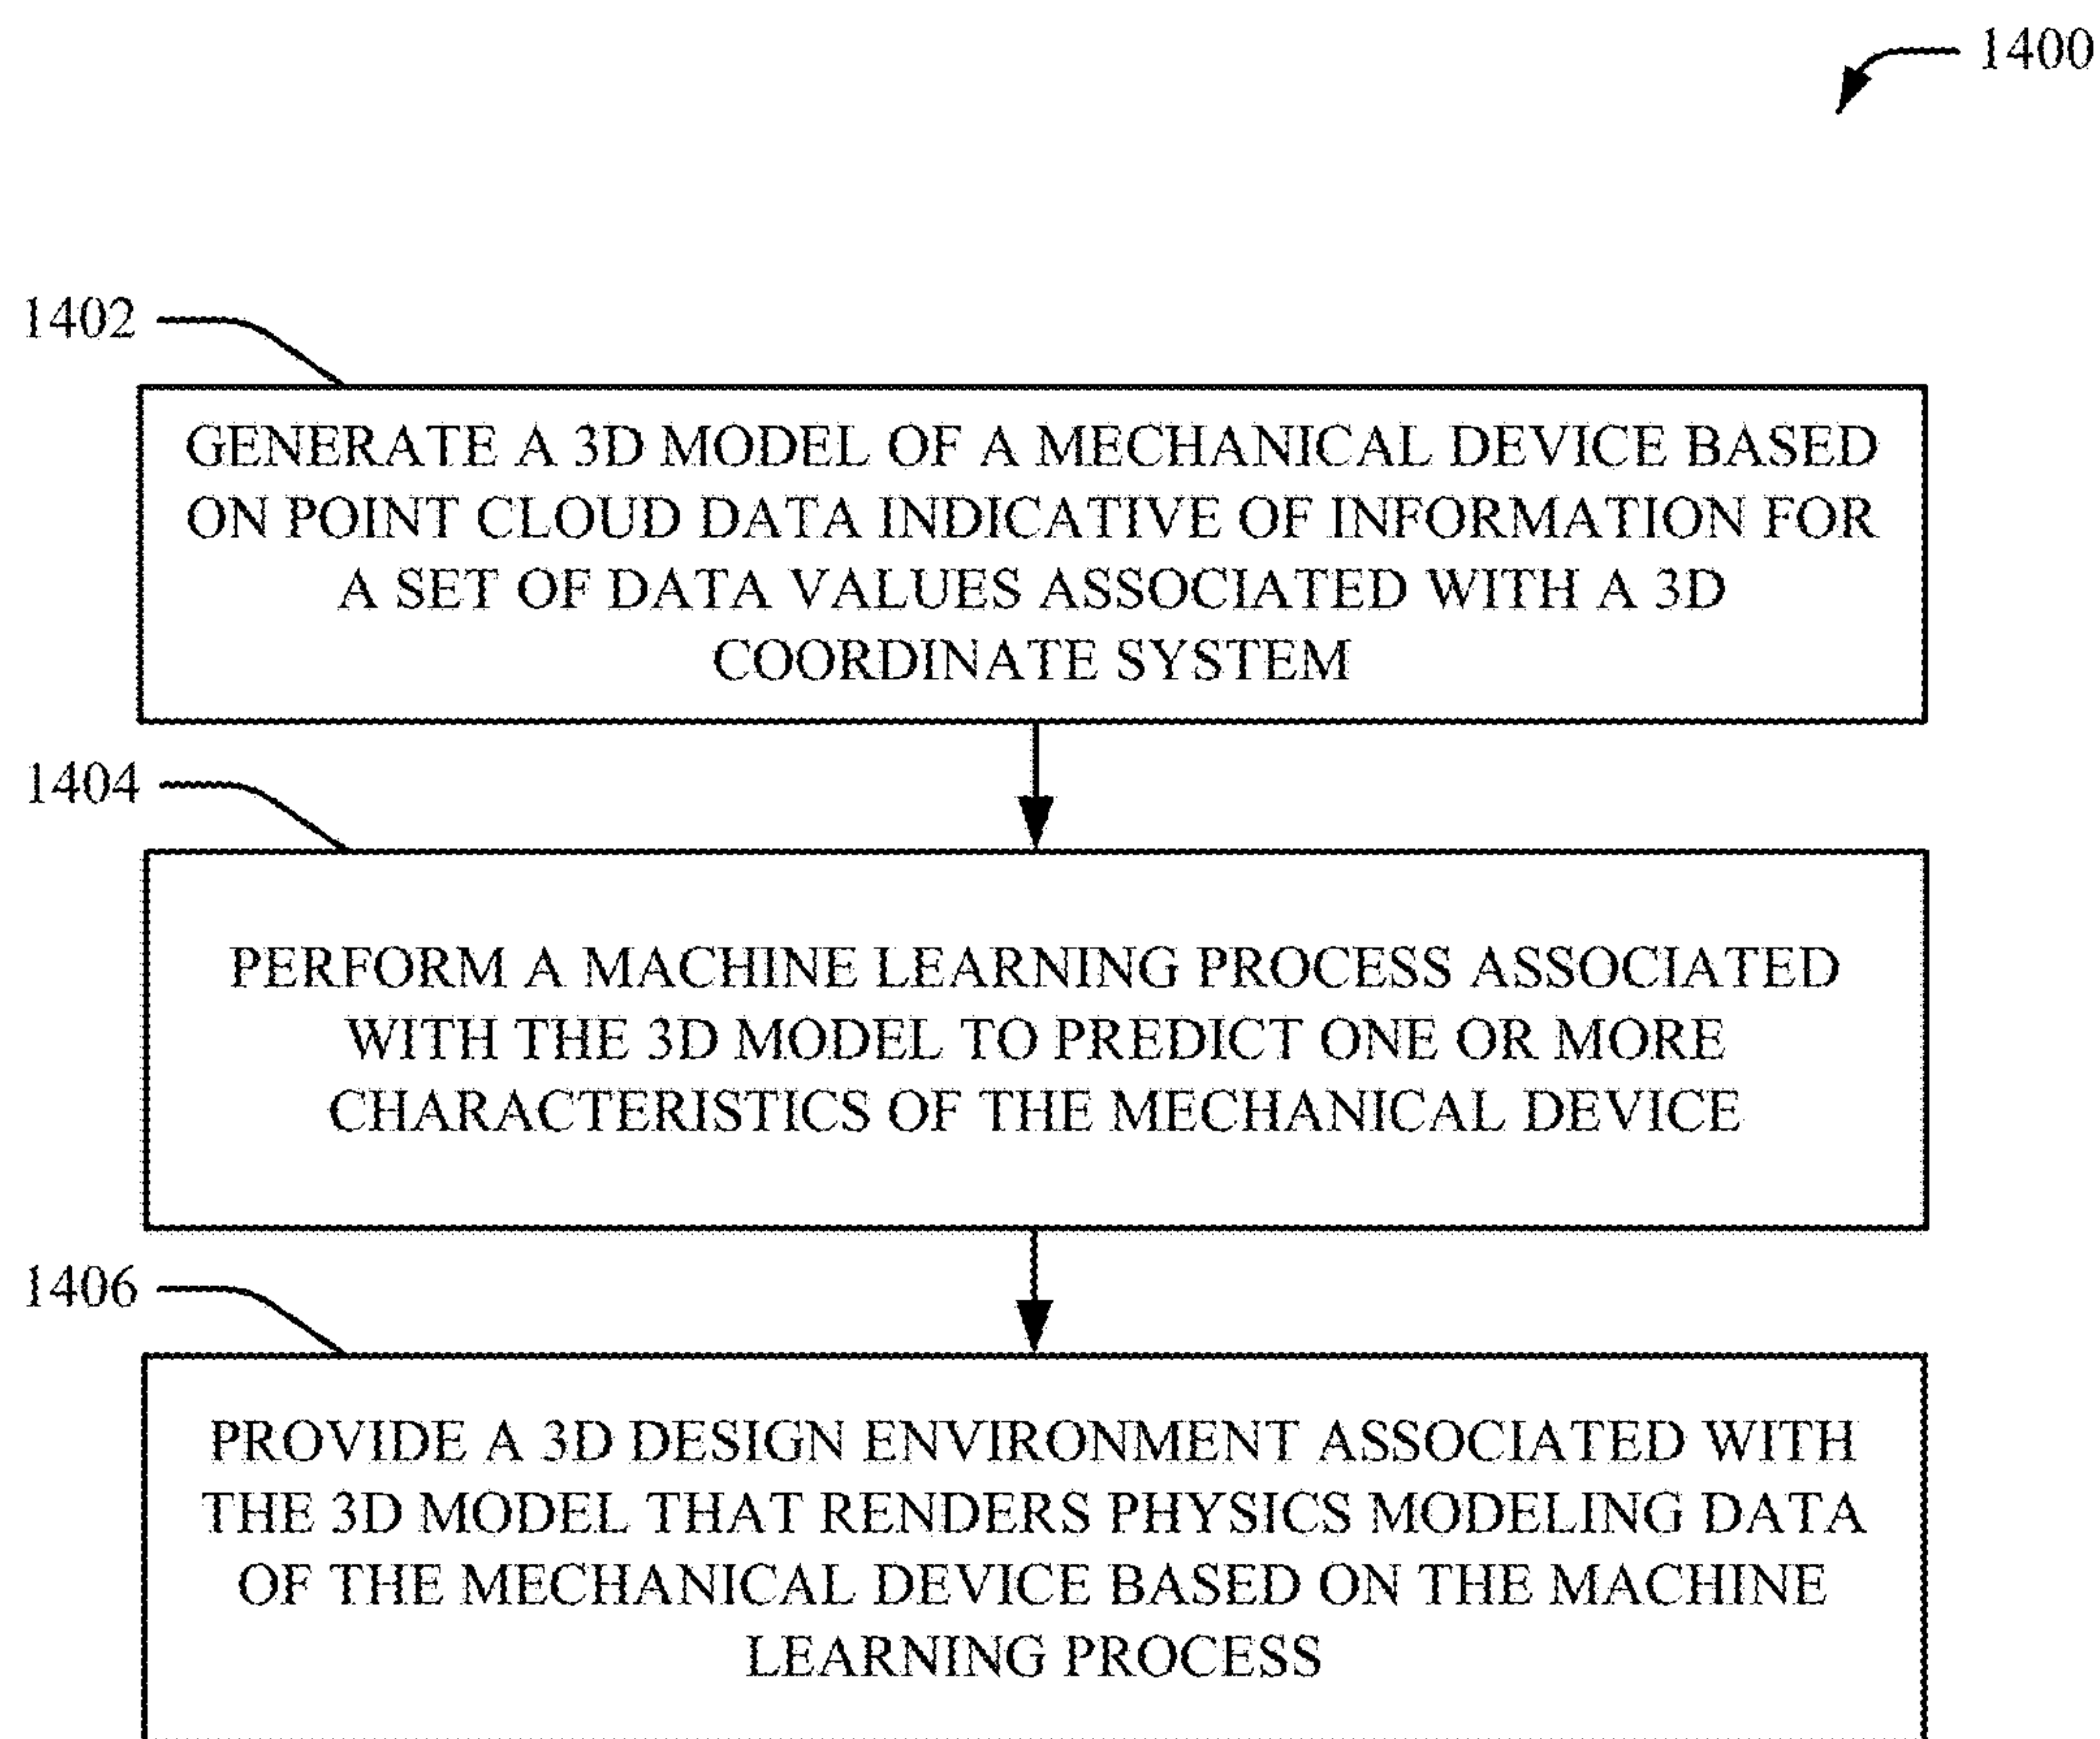 1400
1402
GENERATE A 3D MODEL OF A MECHANICAL DEVICE BASED
ON POINT CLOUD DATA INDICATIVE OF INFORMATION FOR
A SET OF DATA VALUES ASSOCIATED WITH A 3D
COORDINATE SYSTEM
1404
PERFORM A MACHINE LEARNING PROCESS ASSOCIATED
WITH THE 3D MODEL TO PREDICT ONE OR MORE
CHARACTERISTICS OF THE MECHANICAL DEVICE
1406
PROVIDE A 3D DESIGN ENVIRONMENT ASSOCIATED WITH
THE 3D MODEL THAT RENDERS PHYSICS MODELING DATA
OF THE MECHANICAL DEVICE BASED ON THE MACHINE
LEARNING PROCESS